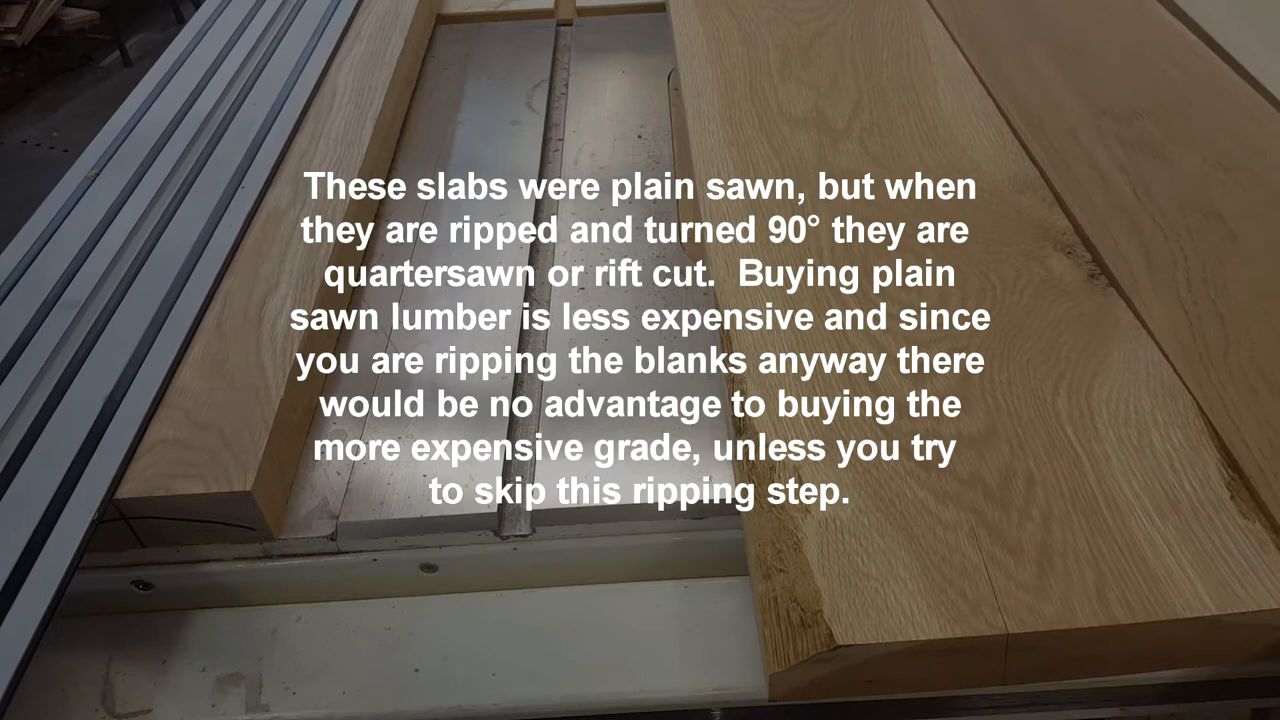 These slabs were plain sawn, but when
they are ripped and turned 90° they are
quartersawn or rift cut.  Buying plain
sawn lumber is less expensive and since
you are ripping the blanks anyway there
would be no advantage to buying the
more expensive grade, unless you try
to skip this ripping step.